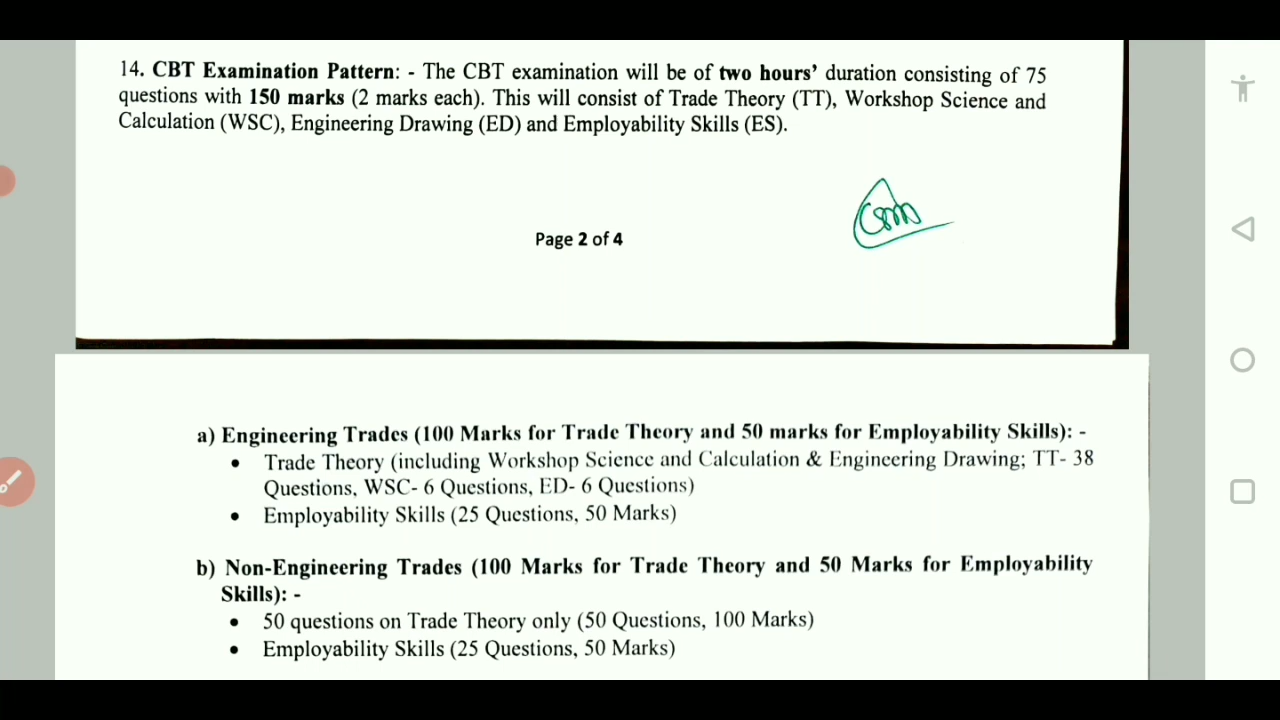 14. CBT Examination Pattern: - The CBT examination will be of two hours’ duration consisting of 75
questions with 150 marks (2 marks each). This will consist of Trade Theory (TT), Workshop Science and
Calculation (WSC), Engineering Drawing (ED) and Employability Skills (ES).
Page 2 of 4
a) Engineering Trades (100 Marks for Trade Theory and 50 marks for Employability Skills): -
• Trade Theory (including Workshop Science and Calculation & Engineering Drawing; TT- 38
Questions, WSC- 6 Questions, ED- 6 Questions)
• Employability Skills (25 Questions, 50 Marks)
b) Non-Engineering Trades (100 Marks for Trade Theory and 50 Marks for Employability
Skills): -
• 50 questions on Trade Theory only (50 Questions, 100 Marks)
• Employability Skills (25 Questions, 50 Marks)